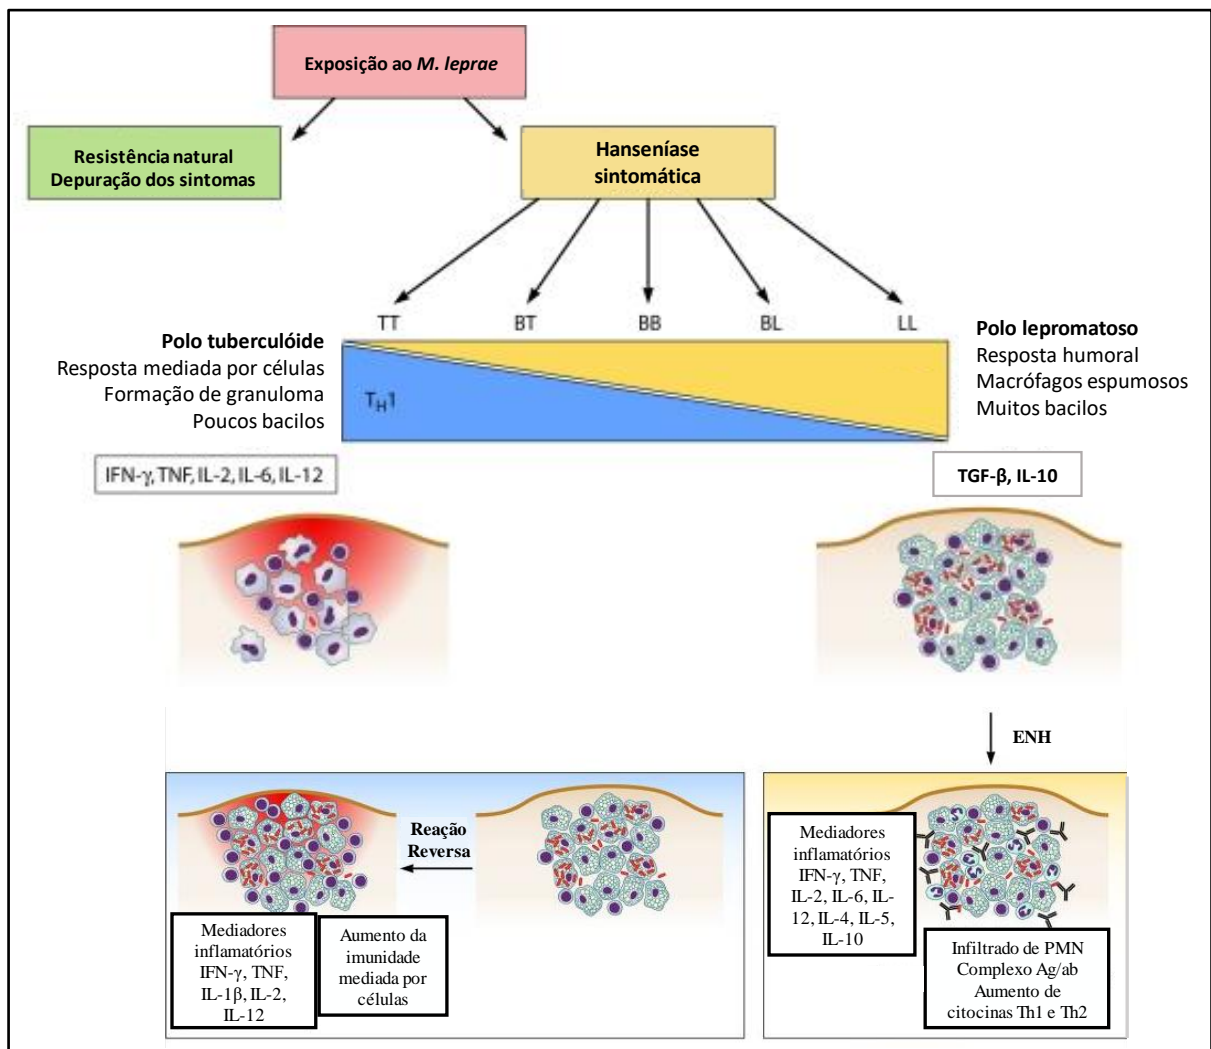 Exposição ao M. leprae
Resistência natural
Depuração dos sintomas
Hanseníase
sintomática
TT
BT
BB
BL
LL
Polo tuberculóide
Resposta mediada por células
Formação de granuloma
Poucos bacilos
TH1
Polo lepromatoso
Resposta humoral
Macrófagos espumosos
Muitos bacilos
IFN-γ, TNF, IL-2, IL-6, IL-12
TGF-β, IL-10
ENH
Reação
Reversa
Mediadores
inflamatórios
IFN-γ, TNF,
IL-1β, IL-2,
IL-12
Aumento da
imunidade
mediada por
células
Mediadores
inflamatórios
IFN-γ, TNF,
IL-2, IL-6, IL-
12, IL-4, IL-5,
IL-10
Infiltrado de PMN
Complexo Ag/ab
Aumento de
citocinas Th1 e Th2